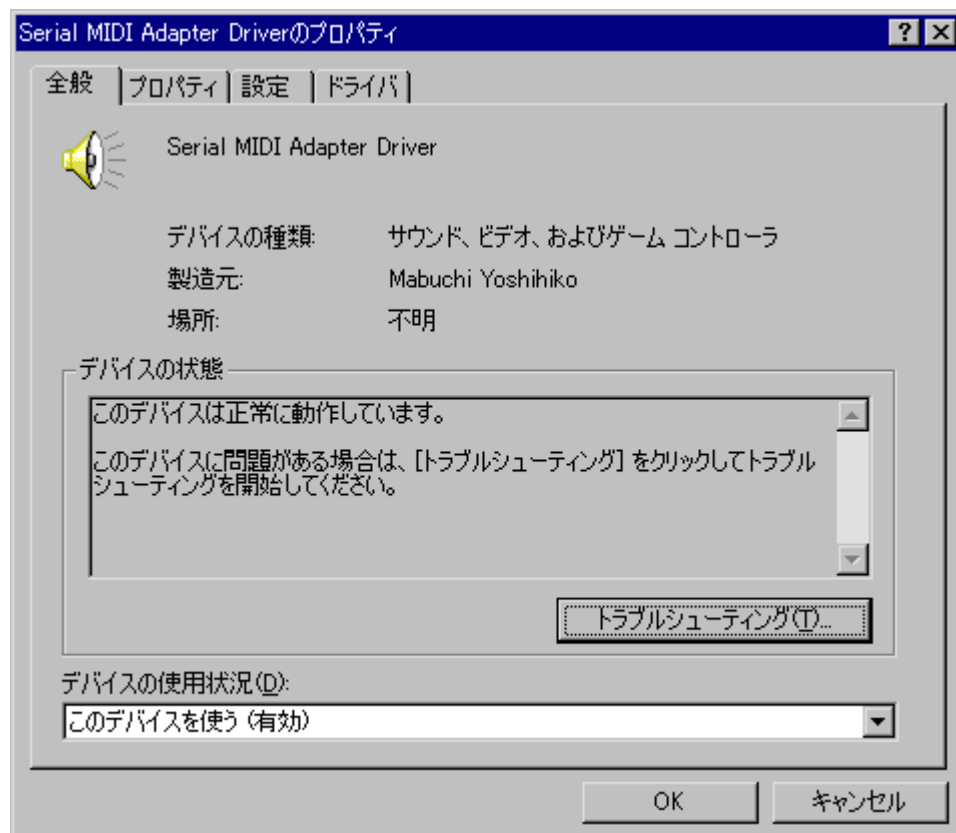 Serial MIDI Adapter Driverのプロパティ
全般 プロパティ 設定 ドライバ
Serial MIDI Adapter Driver
デバイスの種類: サウンド、ビデオ、およびゲーム コントローラ
製造元: Mabuchi Yoshihiko
場所: 不明
デバイスの状態
このデバイスは正常に動作しています。
このデバイスに問題がある場合は、[トラブルシューティング] をクリックしてトラブル
シューティングを開始してください。
トラブルシューティング(T)...
デバイスの使用状況(D):
このデバイスを使う (有効)
OK キャンセル